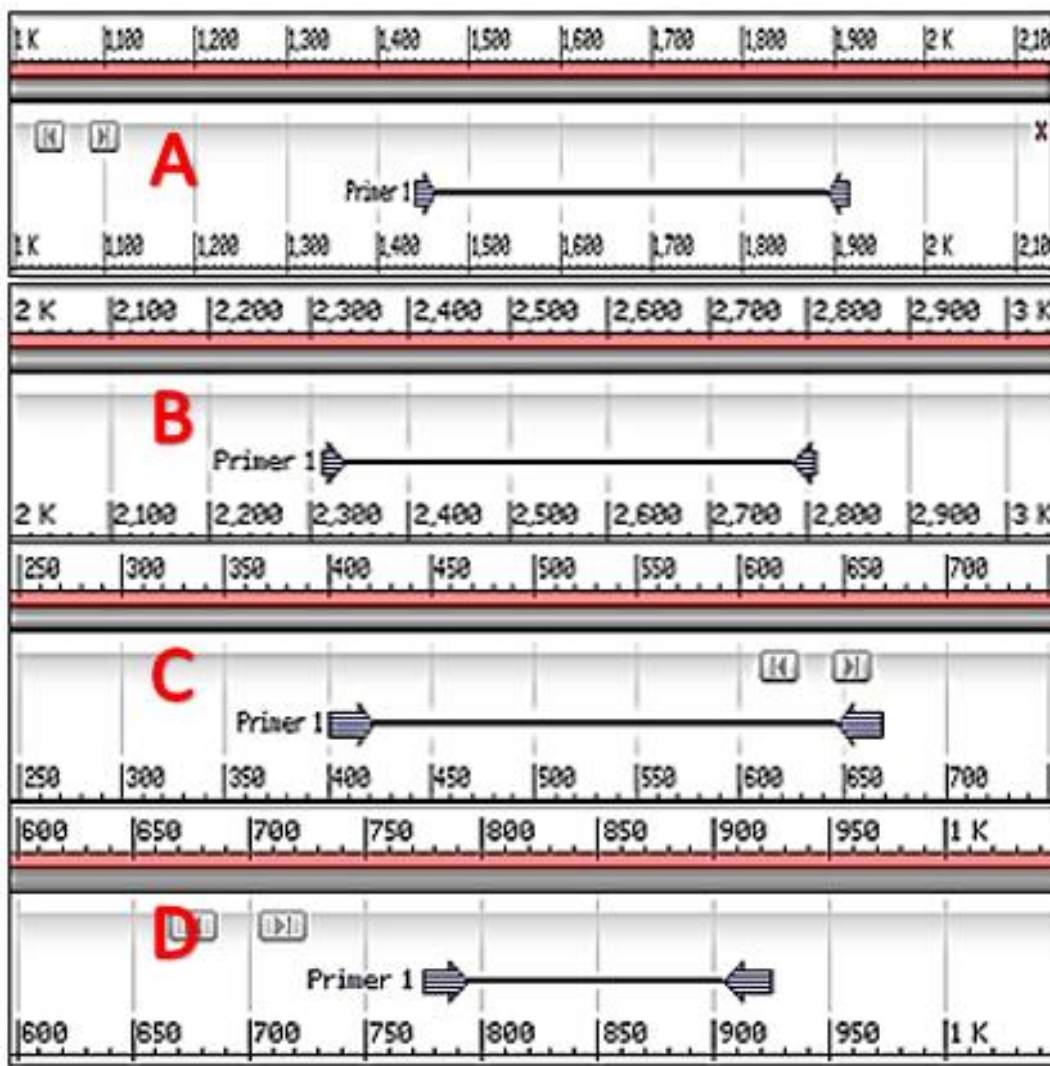 1 K 1,100 1,200 1,300 1,400 1,500 1,600 1,700 1,800 1,900 2 K 2,100
X
A
Primer 1
1 K 1,100 1,200 1,300 1,400 1,500 1,600 1,700 1,800 1,900 2 K 2,100
2 K 2,100 2,200 2,300 2,400 2,500 2,600 2,700 2,800 2,900 3 K
B
Primer 1
2 K 2,100 2,200 2,300 2,400 2,500 2,600 2,700 2,800 2,900 3 K
250 300 350 400 450 500 550 600 650 700
C
Primer 1
250 300 350 400 450 500 550 600 650 700
600 650 700 750 800 850 900 950 1 K
D
Primer 1
600 650 700 750 800 850 900 950 1 K